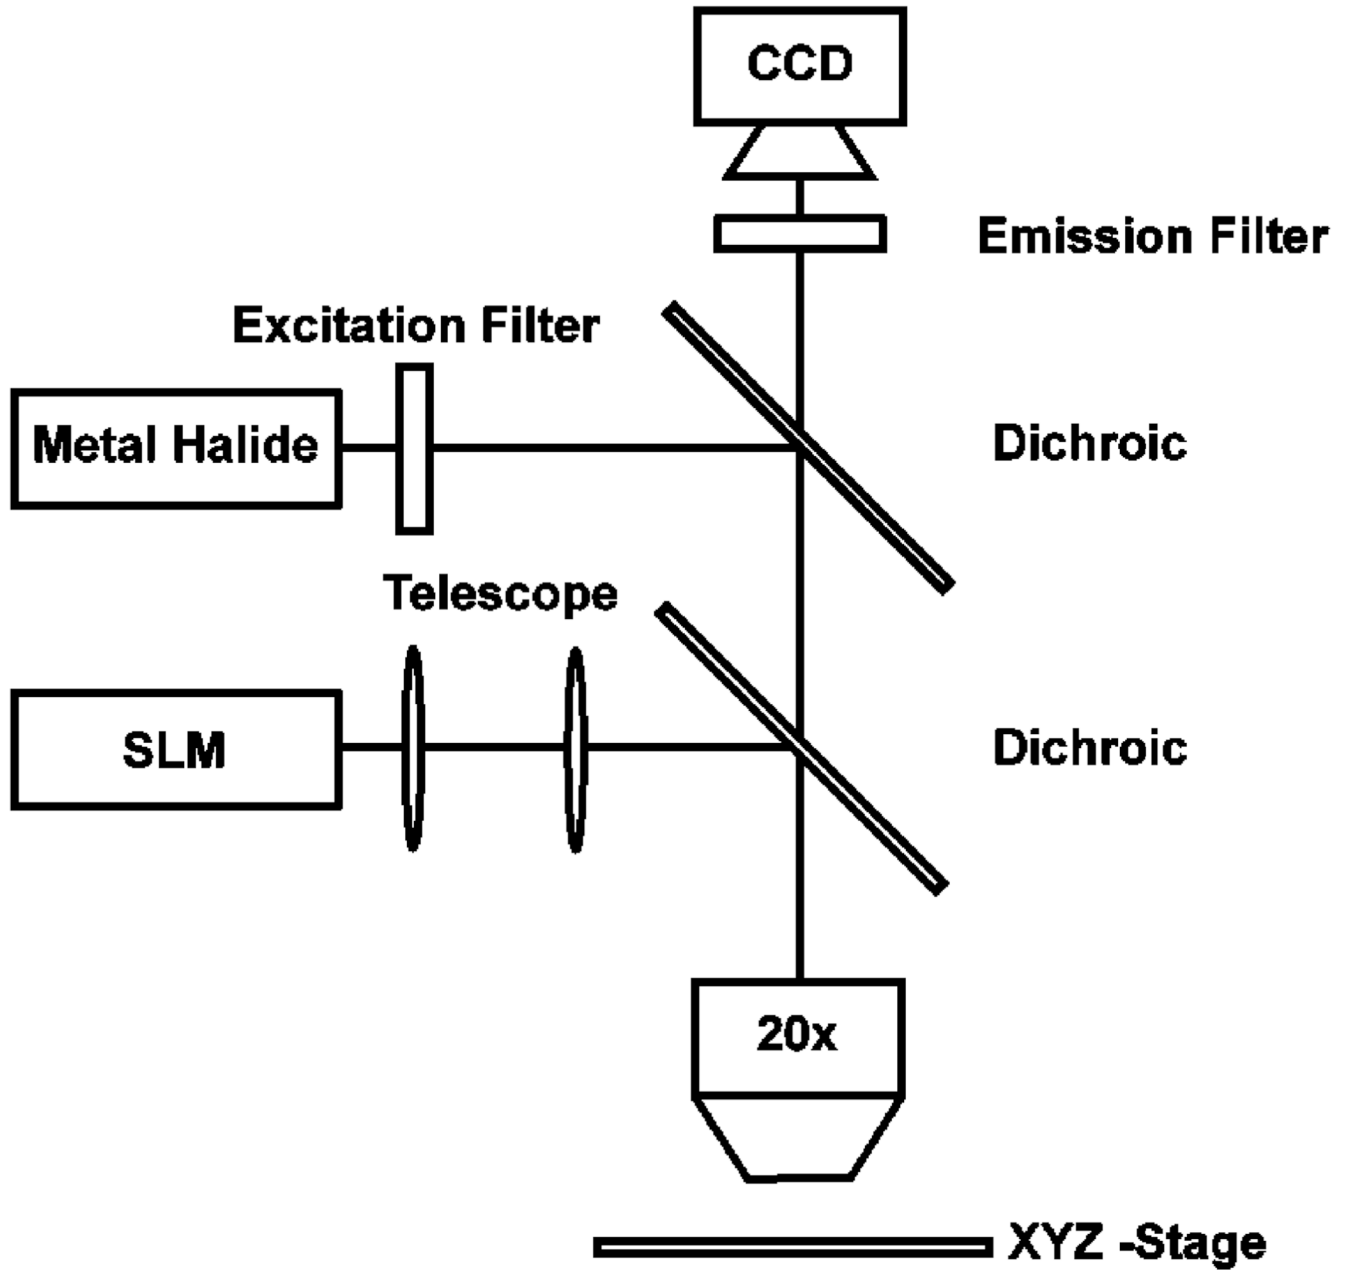 CCD
Emission Filter
Excitation Filter
Metal Halide
Dichroic
Telescope
SLM
Dichroic
20x
XYZ -Stage